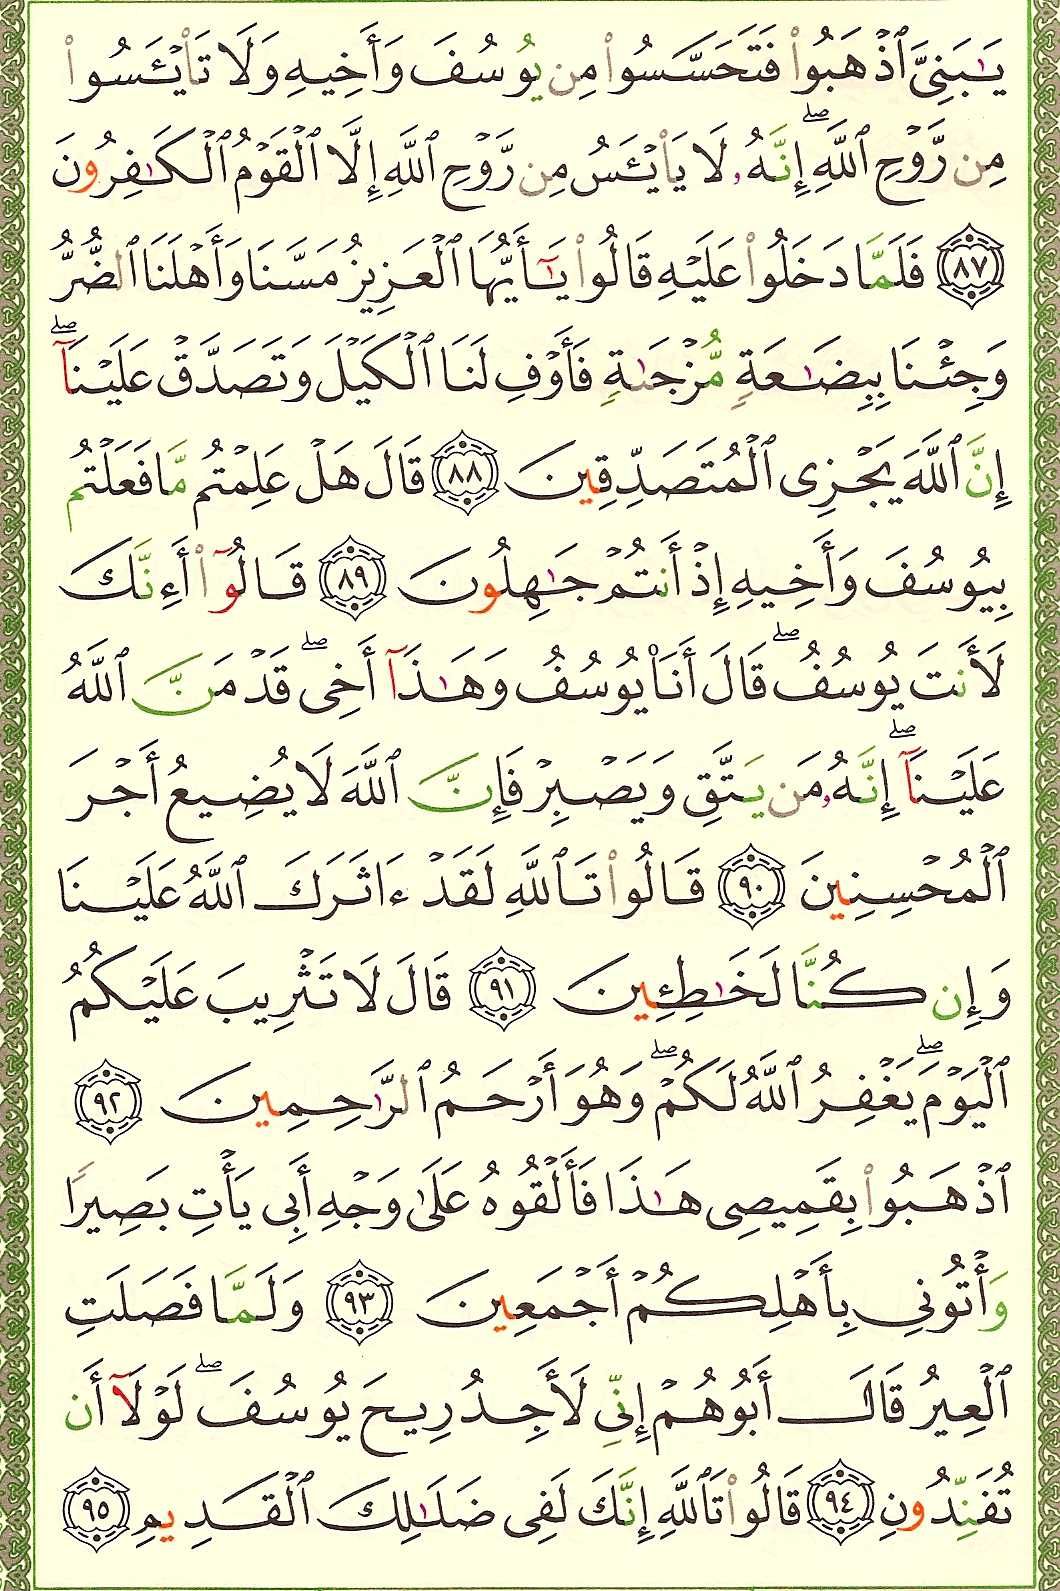 يَٰبَنِىَّ ٱذْهَبُوا۟ فَتَحَسَّسُوا۟ مِن يُوسُفَ وَأَخِيهِ وَلَا تَا۟يْـَٔسُوا۟
مِن رَّوْحِ ٱللَّهِ ۖ إِنَّهُۥ لَا يَا۟يْـَٔسُ مِن رَّوْحِ ٱللَّهِ إِلَّا ٱلْقَوْمُ ٱلْكَٰفِرُونَ
٨٧ فَلَمَّا دَخَلُوا۟ عَلَيْهِ قَالُوا۟ يَٰٓأَيُّهَا ٱلْعَزِيزُ مَسَّنَا وَأَهْلَنَا ٱلضُّرُّ
وَجِئْنَا بِبِضَٰعَةٍ مُّزْجَىٰةٍ فَأَوْفِ لَنَا ٱلْكَيْلَ وَتَصَدَّقْ عَلَيْنَآ ۖ
إِنَّ ٱللَّهَ يَجْزِى ٱلْمُتَصَدِّقِينَ ٨٨ قَالَ هَلْ عَلِمْتُم مَّا فَعَلْتُم
بِيُوسُفَ وَأَخِيهِ إِذْ أَنتُمْ جَٰهِلُونَ ٨٩ قَالُوٓا۟ أَءِنَّكَ
لَأَنتَ يُوسُفُ ۖ قَالَ أَنَا۠ يُوسُفُ وَهَٰذَآ أَخِى ۖ قَدْ مَنَّ ٱللَّهُ
عَلَيْنَآ ۖ إِنَّهُۥ مَن يَتَّقِ وَيَصْبِرْ فَإِنَّ ٱللَّهَ لَا يُضِيعُ أَجْرَ
ٱلْمُحْسِنِينَ ٩٠ قَالُوا۟ تَٱللَّهِ لَقَدْ ءَاثَرَكَ ٱللَّهُ عَلَيْنَا
وَإِن كُنَّا لَخَٰطِـِٔينَ ٩١ قَالَ لَا تَثْرِيبَ عَلَيْكُمُ
ٱلْيَوْمَ ۖ يَغْفِرُ ٱللَّهُ لَكُمْ ۖ وَهُوَ أَرْحَمُ ٱلرَّٰحِمِينَ ٩٢
ٱذْهَبُوا۟ بِقَمِيصِى هَٰذَا فَأَلْقُوهُ عَلَىٰ وَجْهِ أَبِى يَأْتِ بَصِيرًا
وَأْتُونِى بِأَهْلِكُمْ أَجْمَعِينَ ٩٣ وَلَمَّا فَصَلَتِ
ٱلْعِيرُ قَالَ أَبُوهُمْ إِنِّى لَأَجِدُ رِيحَ يُوسُفَ ۖ لَوْلَآ أَن
تُفَنِّدُونِ ٩٤ قَالُوا۟ تَٱللَّهِ إِنَّكَ لَفِى ضَلَٰلِكَ ٱلْقَدِيمِ ٩٥